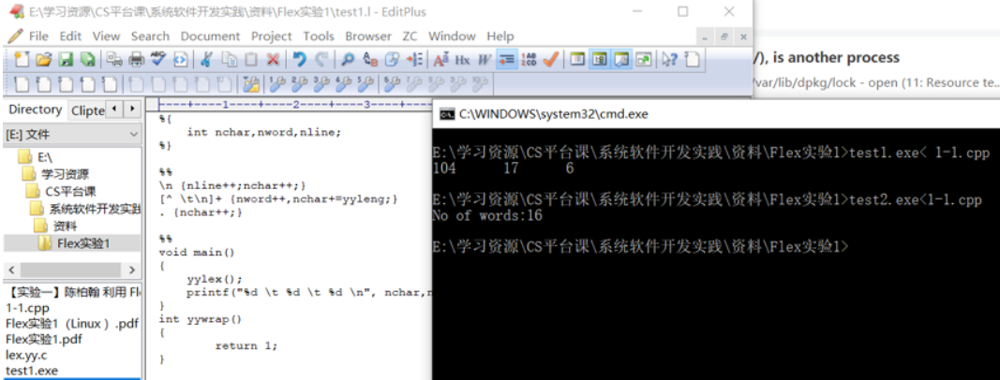 E:\学习资源\CS平台课\系统软件开发实践\资料\Flex实验1\test1.l - EditPlus
File Edit View Search Document Project Tools Browser ZC Window Help
/), is another process
var/lib/dpkg/lock - open (11: Resource te...
Directory Clipte
[E:] 文件
E:\
学习资源
CS平台课
系统软件开发实践
资料
Flex实验1
【实验一】陈柏翰 利用 Fl
1-1.cpp
Flex实验1（Linux）.pdf
Flex实验1.pdf
lex.yy.c
test1.exe
----+----1----+----2----+----3----+---
%{
int nchar,nword,nline;
%}
%%
\n {nline++;nchar++;}
[^ \t\n]+ {nword++,nchar+=yyleng;}
. {nchar++;}
%%
void main()
{
yylex();
printf("%d \t %d \t %d \n", nchar,n
}
int yywrap()
{
return 1;
}
C:\WINDOWS\system32\cmd.exe
E:\学习资源\CS平台课\系统软件开发实践\资料\Flex实验1>test1.exe< 1-1.cpp
104 17 6
E:\学习资源\CS平台课\系统软件开发实践\资料\Flex实验1>test2.exe<1-1.cpp
No of words:16
E:\学习资源\CS平台课\系统软件开发实践\资料\Flex实验1>